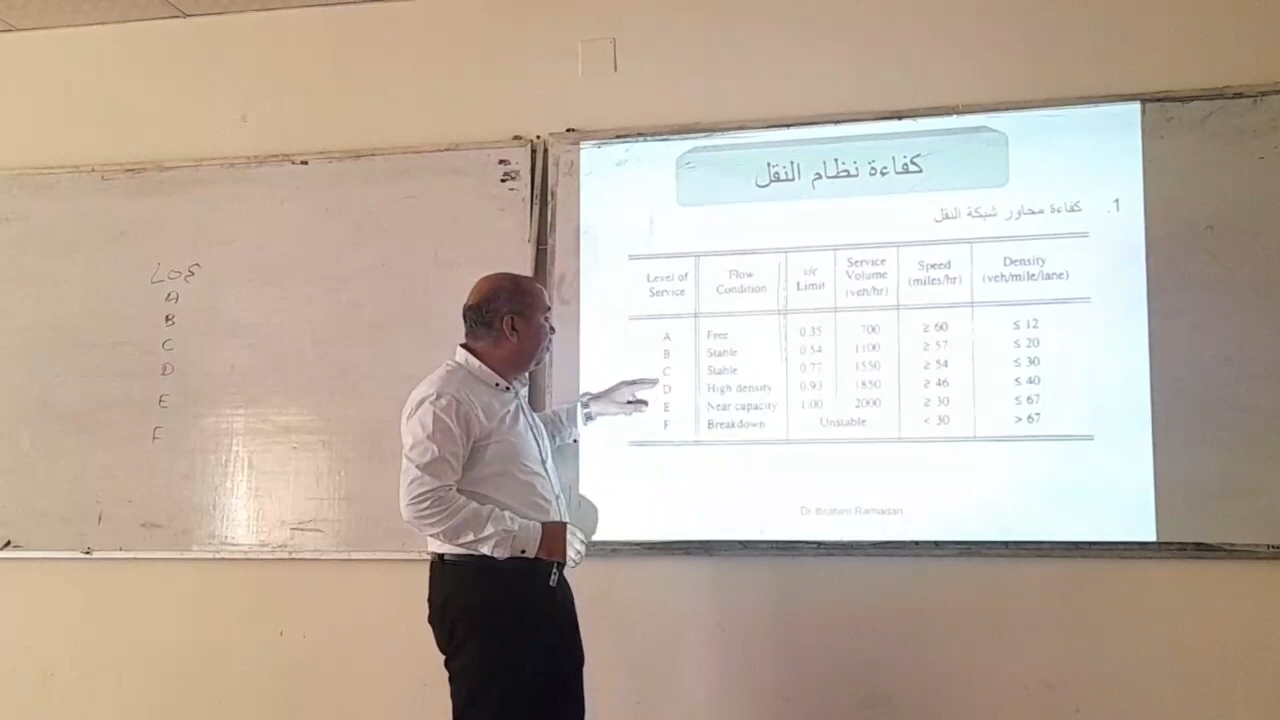 LOS
A
B
C
D
E
F
كفاءة نظام النقل
1. كفاءة محاور شبكة النقل
Level of Service Flow Condition v/c Limit Service Volume (veh/hr) Speed (miles/hr) Density (veh/mile/lane)
A Free 0.35 700 ≥ 60 ≤ 12
B Stable 0.54 1100 ≥ 57 ≤ 20
C Stable 0.77 1550 ≥ 54 ≤ 30
D High density 0.93 1850 ≥ 46 ≤ 40
E Near capacity 1.00 2000 ≥ 30 ≤ 67
F Breakdown Unstable < 30 > 67
Dr Ibrahim Ramadan